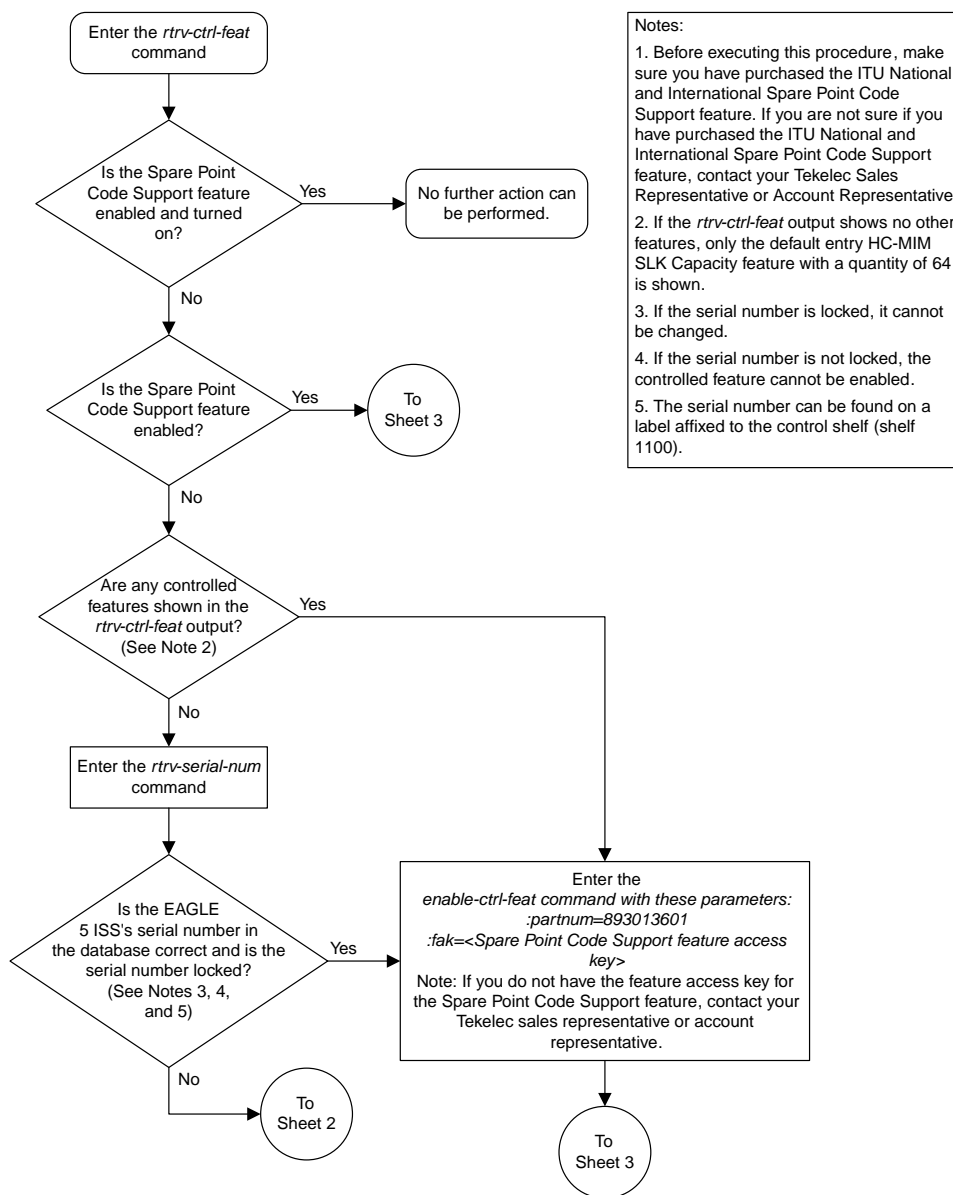 Enter the rtrv-ctrl-feat
command
Is the Spare Point
Code Support feature
enabled and turned
on?
Yes
No further action can
be performed.
No
Is the Spare Point
Code Support feature
enabled?
Yes
To
Sheet 3
No
Are any controlled
features shown in the
rtrv-ctrl-feat output?
(See Note 2)
Yes
No
Enter the rtrv-serial-num
command
Is the EAGLE
5 ISS's serial number in
the database correct and is the
serial number locked?
(See Notes 3, 4,
and 5)
Yes
No
To
Sheet 2
Enter the
enable-ctrl-feat command with these parameters:
:partnum=893013601
:fak=<Spare Point Code Support feature access
key>
Note: If you do not have the feature access key for
the Spare Point Code Support feature, contact your
Tekelec sales representative or account
representative.
To
Sheet 3
Notes:
1. Before executing this procedure, make
sure you have purchased the ITU National
and International Spare Point Code
Support feature. If you are not sure if you
have purchased the ITU National and
International Spare Point Code Support
feature, contact your Tekelec Sales
Representative or Account Representative
2. If the rtrv-ctrl-feat output shows no other
features, only the default entry HC-MIM
SLK Capacity feature with a quantity of 64
is shown.
3. If the serial number is locked, it cannot
be changed.
4. If the serial number is not locked, the
controlled feature cannot be enabled.
5. The serial number can be found on a
label affixed to the control shelf (shelf
1100).